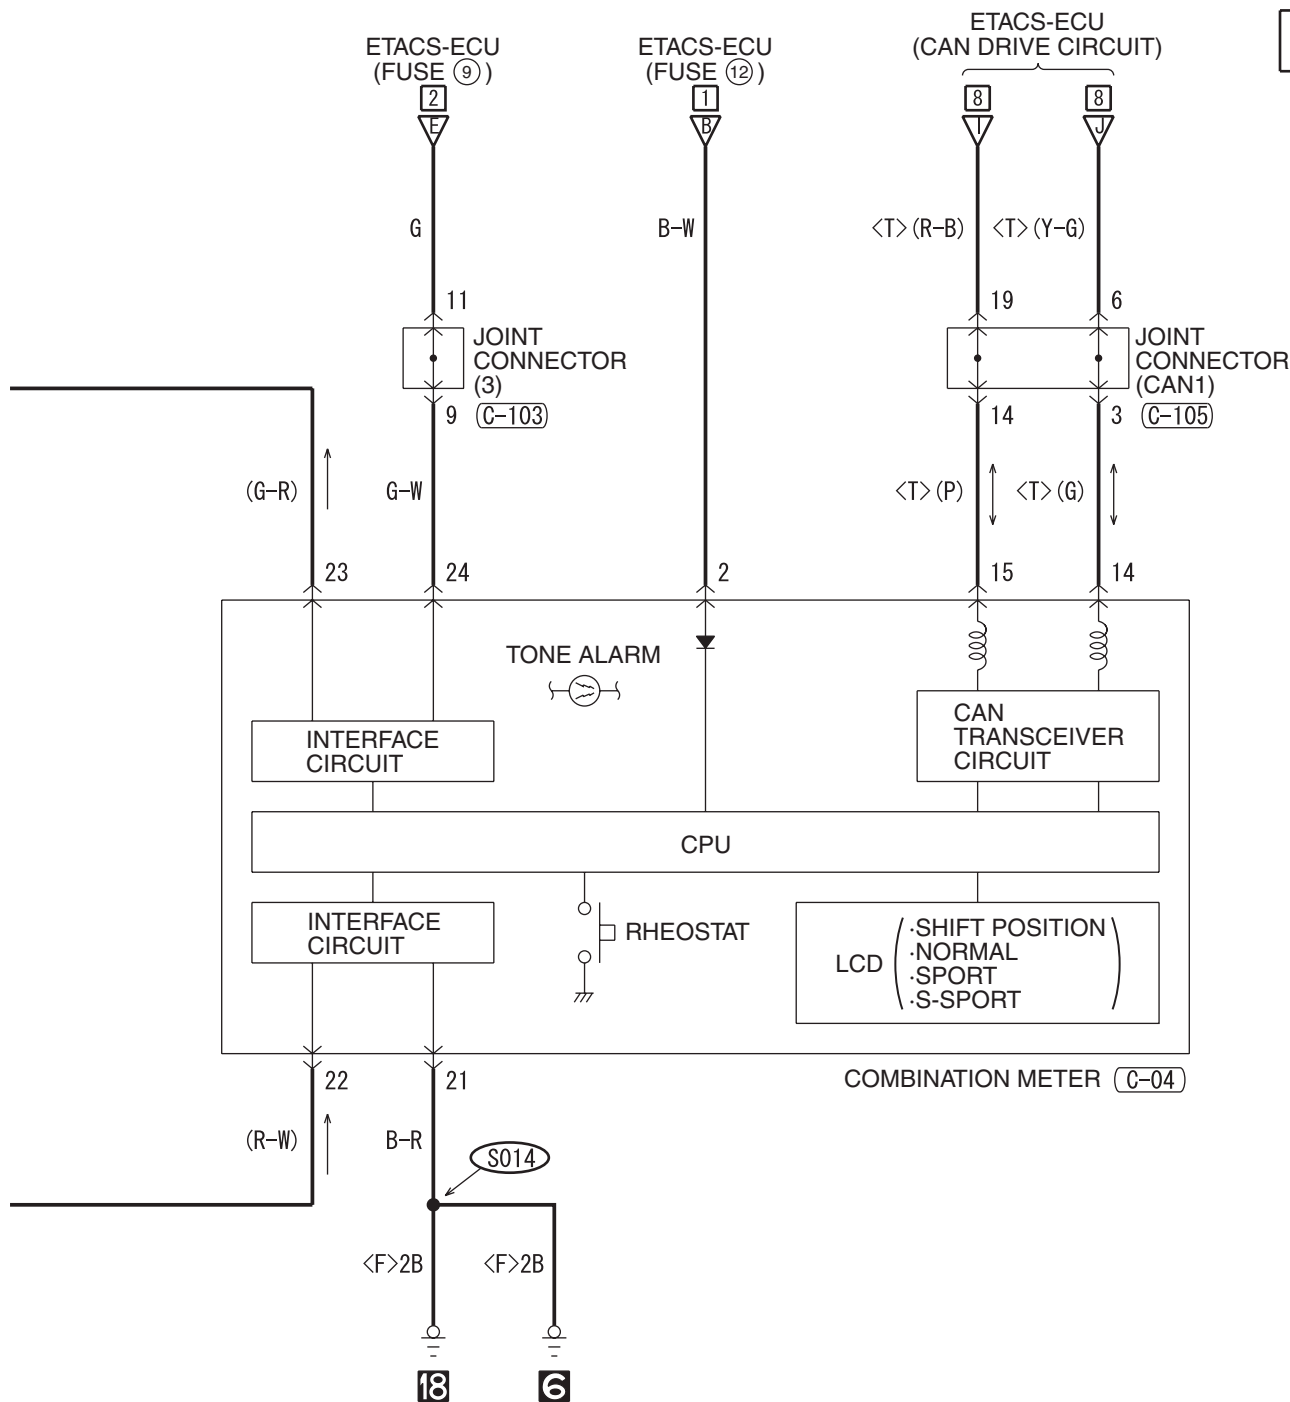 ETACS-ECU
(FUSE ⑨)
2
E
ETACS-ECU
(FUSE ⑫)
1
B
ETACS-ECU
(CAN DRIVE CIRCUIT)
8
I
8
J
G
B-W
<T>(R-B)
<T>(Y-G)
11
JOINT
CONNECTOR
(3)
9
C-103
19
6
JOINT
CONNECTOR
(CAN1)
14
3
C-105
(G-R)
G-W
<T>(P)
<T>(G)
23
24
2
15
14
TONE ALARM
INTERFACE
CIRCUIT
CAN
TRANSCEIVER
CIRCUIT
CPU
INTERFACE
CIRCUIT
RHEOSTAT
LCD
·SHIFT POSITION
·NORMAL
·SPORT
·S-SPORT
22
21
COMBINATION METER
C-04
(R-W)
B-R
S014
<F>2B
<F>2B
18
6